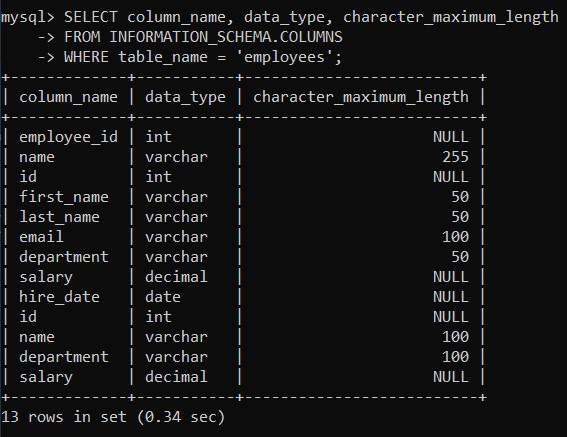 mysql> SELECT column_name, data_type, character_maximum_length
    -> FROM INFORMATION_SCHEMA.COLUMNS
    -> WHERE table_name = 'employees';
+-------------+-----------+--------------------------+
| column_name | data_type | character_maximum_length |
+-------------+-----------+--------------------------+
| employee_id | int       |                     NULL |
| name        | varchar   |                      255 |
| id          | int       |                     NULL |
| first_name  | varchar   |                       50 |
| last_name   | varchar   |                       50 |
| email       | varchar   |                      100 |
| department  | varchar   |                       50 |
| salary      | decimal   |                     NULL |
| hire_date   | date      |                     NULL |
| id          | int       |                     NULL |
| name        | varchar   |                      100 |
| department  | varchar   |                      100 |
| salary      | decimal   |                     NULL |
+-------------+-----------+--------------------------+
13 rows in set (0.34 sec)